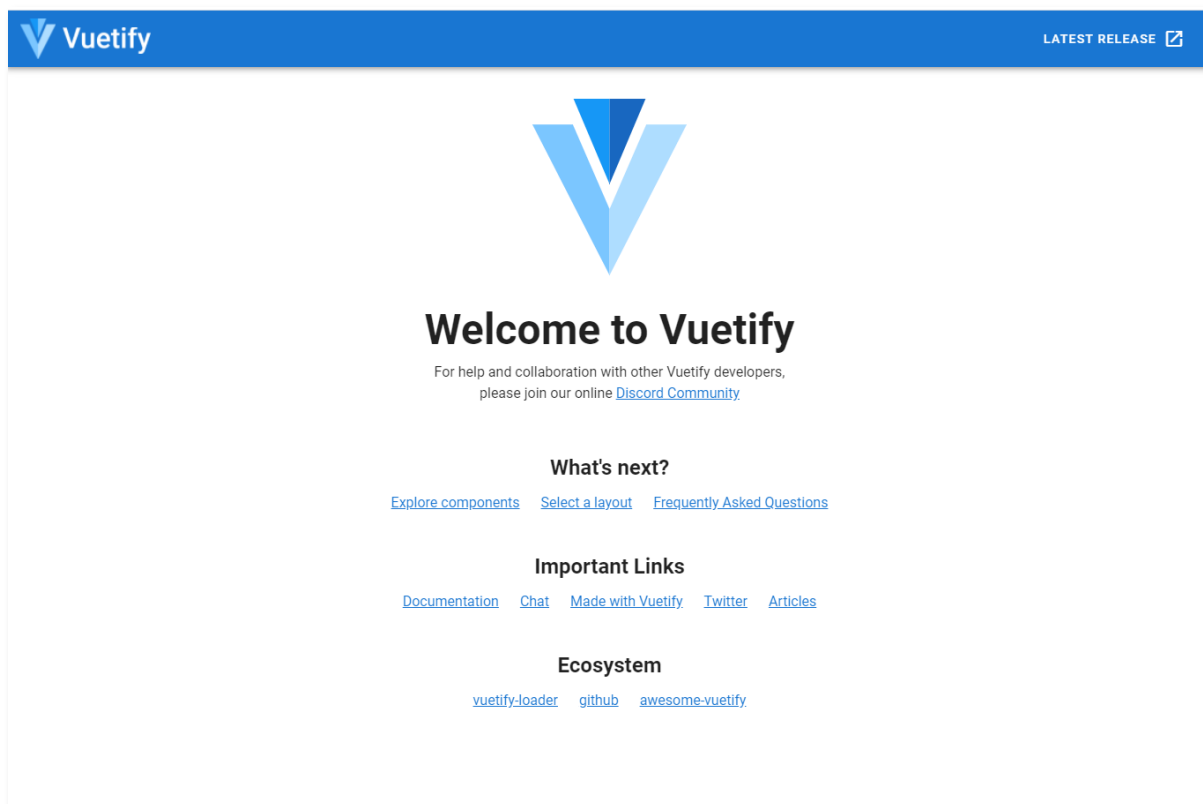 Vuetify
LATEST RELEASE
Welcome to Vuetify
For help and collaboration with other Vuetify developers,
please join our online Discord Community
What's next?
Explore components Select a layout Frequently Asked Questions
Important Links
Documentation Chat Made with Vuetify Twitter Articles
Ecosystem
vuetify-loader github awesome-vuetify